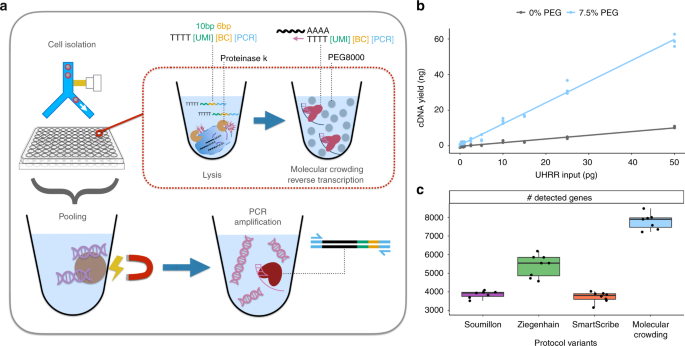 a
Cell isolation
10bp 6bp
TTTT [UMI] [BC] [PCR]
Proteinase k
AAAA
TTTT [UMI] [BC] [PCR]
PEG8000
TTTTT
TTTT
Lysis
Molecular crowding
reverse transcription
Pooling
PCR
amplification
b
0% PEG
7.5% PEG
cDNA yield (ng)
60
40
20
0
0
10
20
30
40
50
UHRR input (pg)
c
# detected genes
8000
7000
6000
5000
4000
3000
Soumillon
Ziegenhain
SmartScribe
Molecular
crowding
Protocol variants